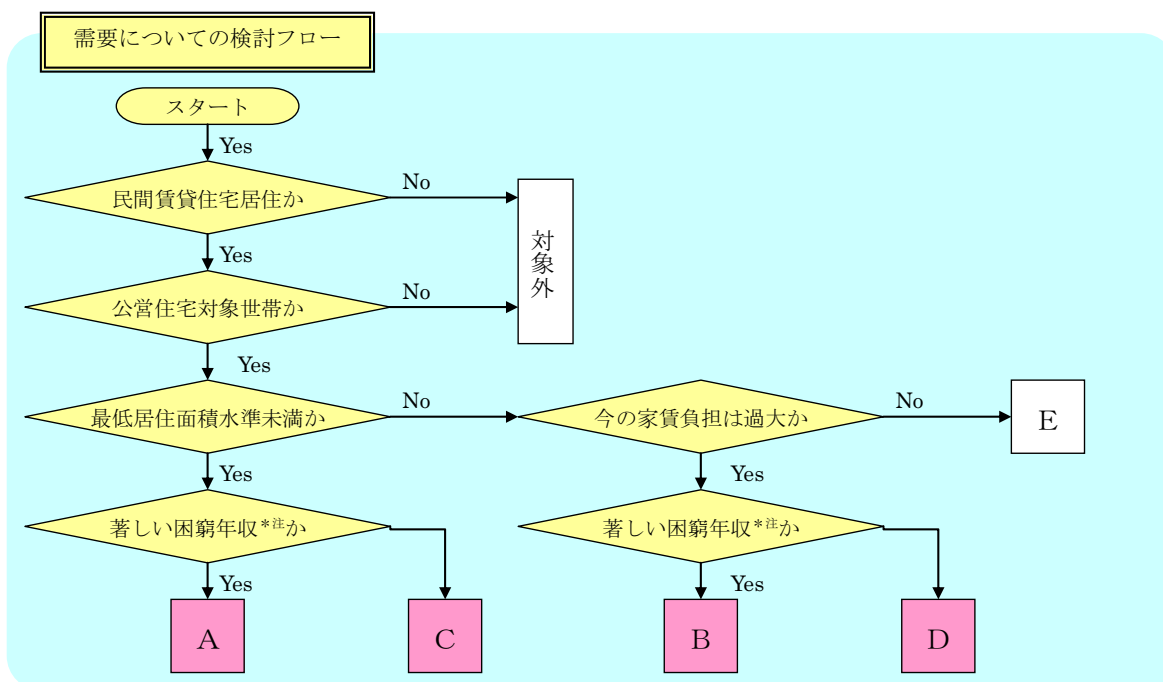 需要についての検討フロー
スタート
Yes
民間賃貸住宅居住か
No
対象外
Yes
公営住宅対象世帯か
No
Yes
最低居住面積水準未満か
No
今の家賃負担は過大か
No
E
Yes
Yes
著しい困窮年収*注か
著しい困窮年収*注か
Yes
Yes
A
C
B
D